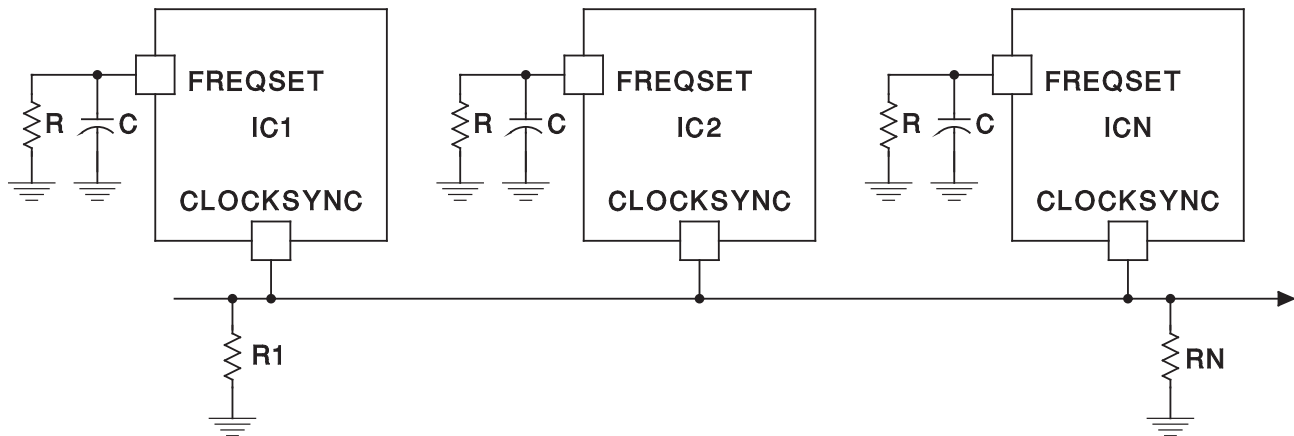 FREQSET
R C
IC1
CLOCKSYNC
R1
FREQSET
R C
IC2
CLOCKSYNC
FREQSET
R C
ICN
CLOCKSYNC
RN